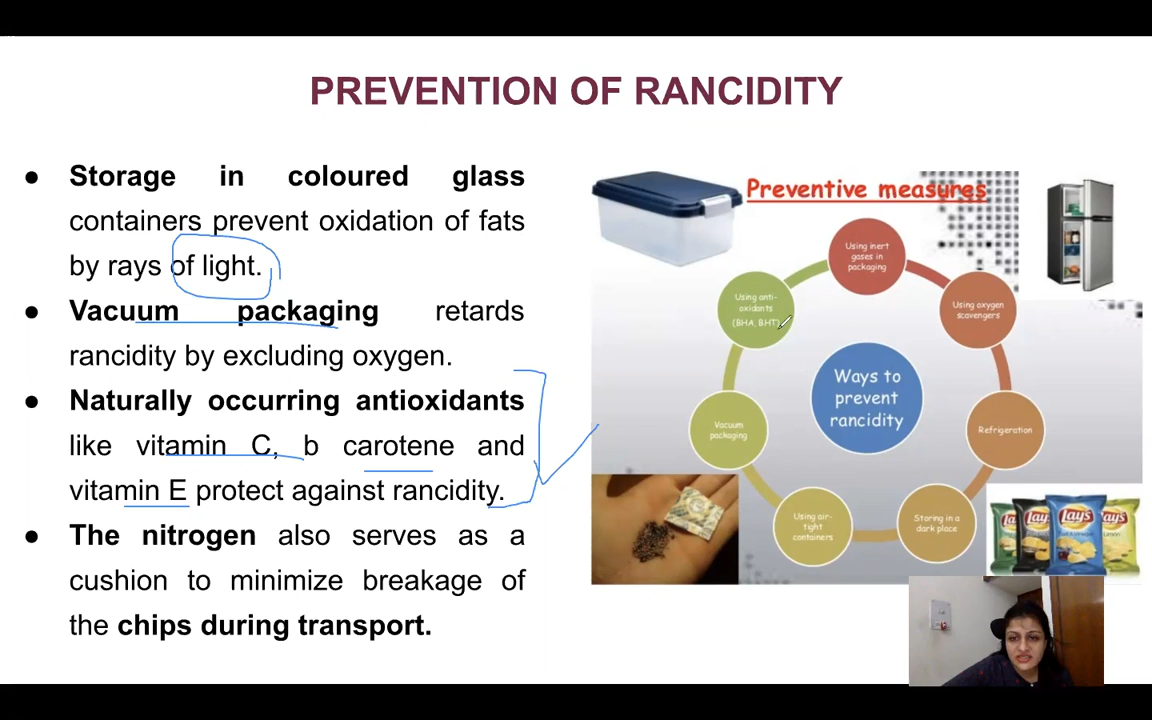 PREVENTION OF RANCIDITY
● Storage in coloured glass
containers prevent oxidation of fats
by rays of light.
● Vacuum packaging retards
rancidity by excluding oxygen.
● Naturally occurring antioxidants
like vitamin C, b carotene and
vitamin E protect against rancidity.
● The nitrogen also serves as a
cushion to minimize breakage of
the chips during transport.
Preventive measures
Using inert
gases in
packaging
Using anti-
oxidants
(BHA, BHT)
Using oxygen
scavengers
Ways to
prevent
rancidity
Vacuum
packaging
Refrigeration
Using air-
tight
containers
Storing in a
dark place
Lay's
Lay's
Lay's
Lay's